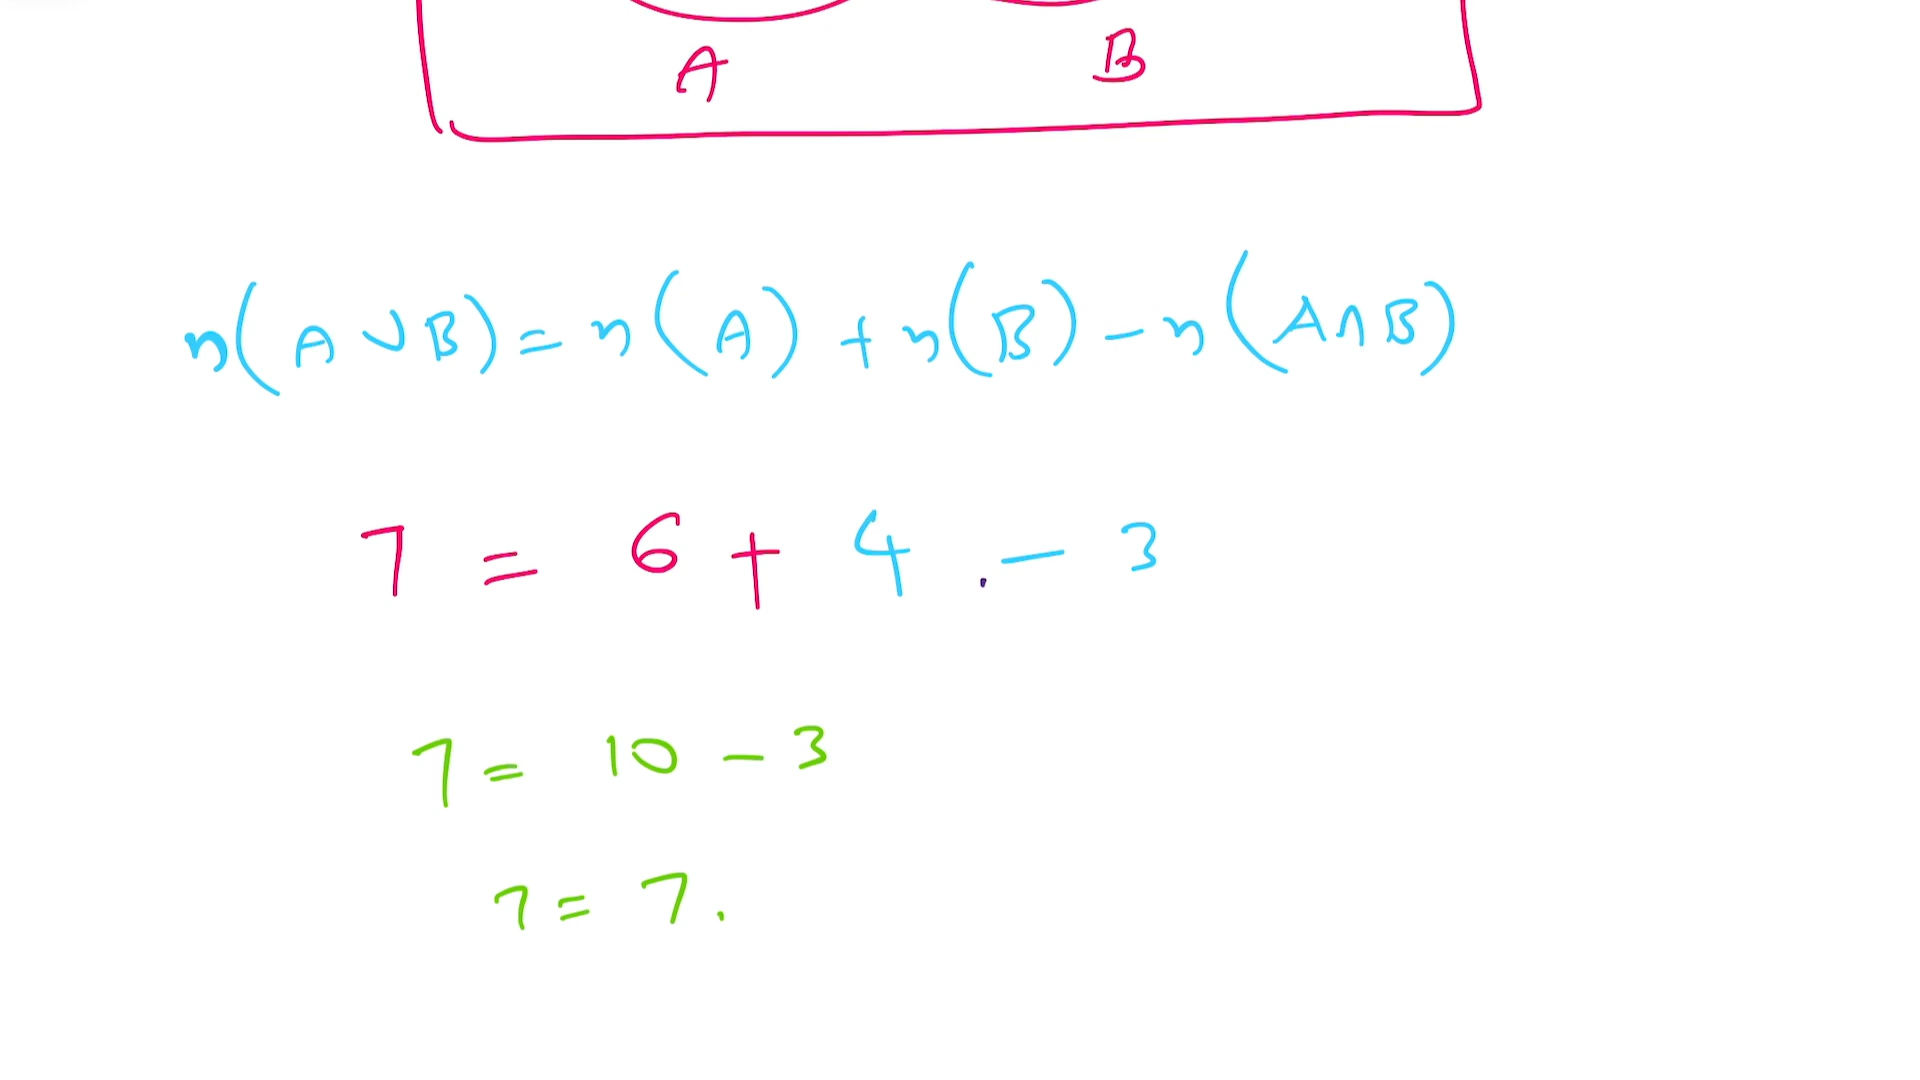 A B
n(A∪B) = n(A) + n(B) - n(A∩B)
7 = 6 + 4 . - 3
7 = 10 - 3
7 = 7.